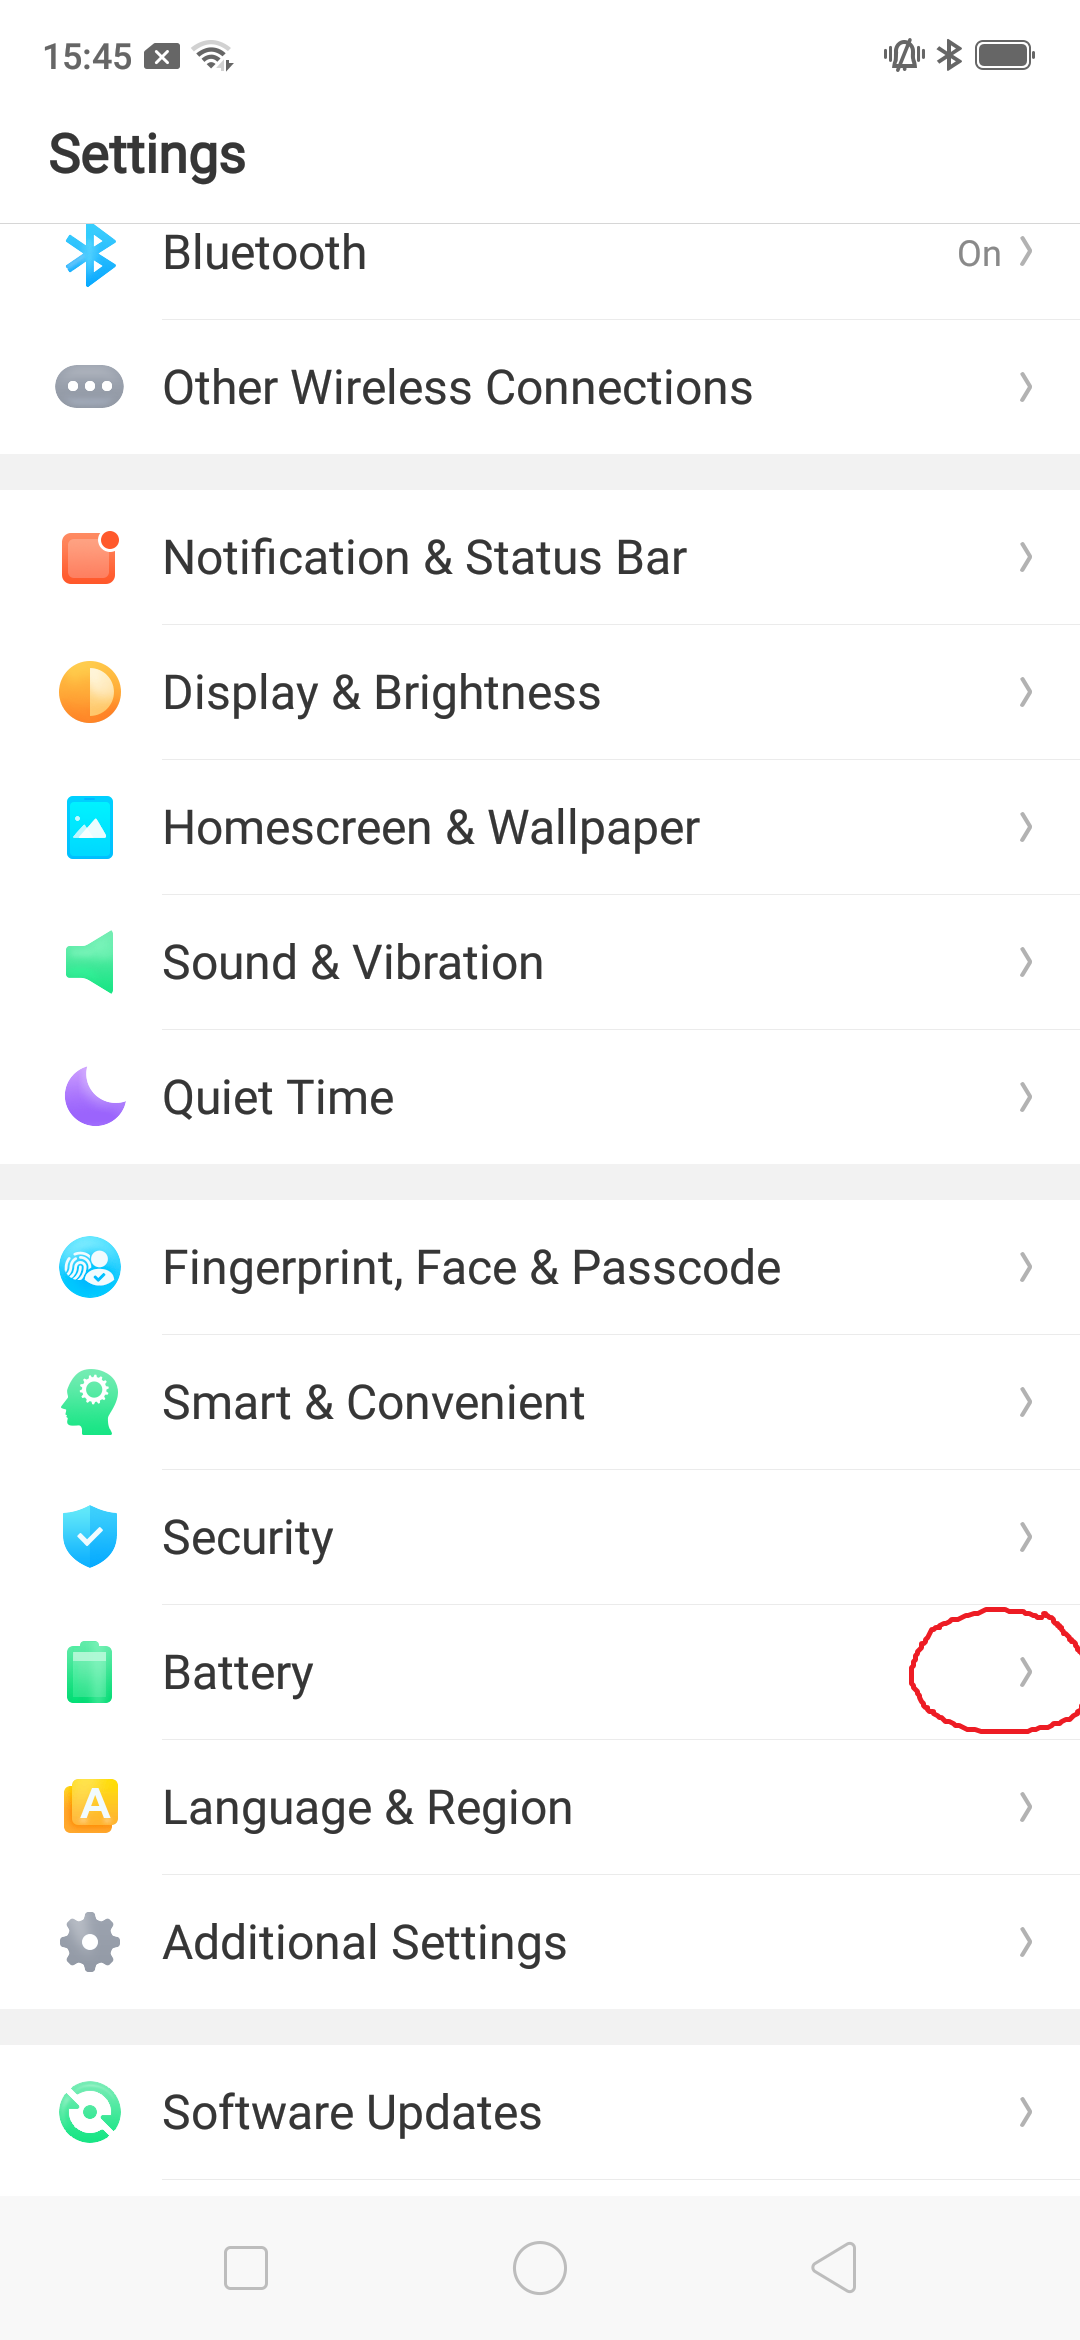 15:45
Settings
Bluetooth On
Other Wireless Connections
Notification & Status Bar
Display & Brightness
Homescreen & Wallpaper
Sound & Vibration
Quiet Time
Fingerprint, Face & Passcode
Smart & Convenient
Security
Battery
Language & Region
A
Additional Settings
Software Updates